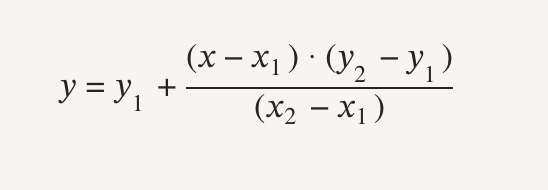 y = y₁ + (x − x₁) · (y₂ − y₁) / (x₂ − x₁)